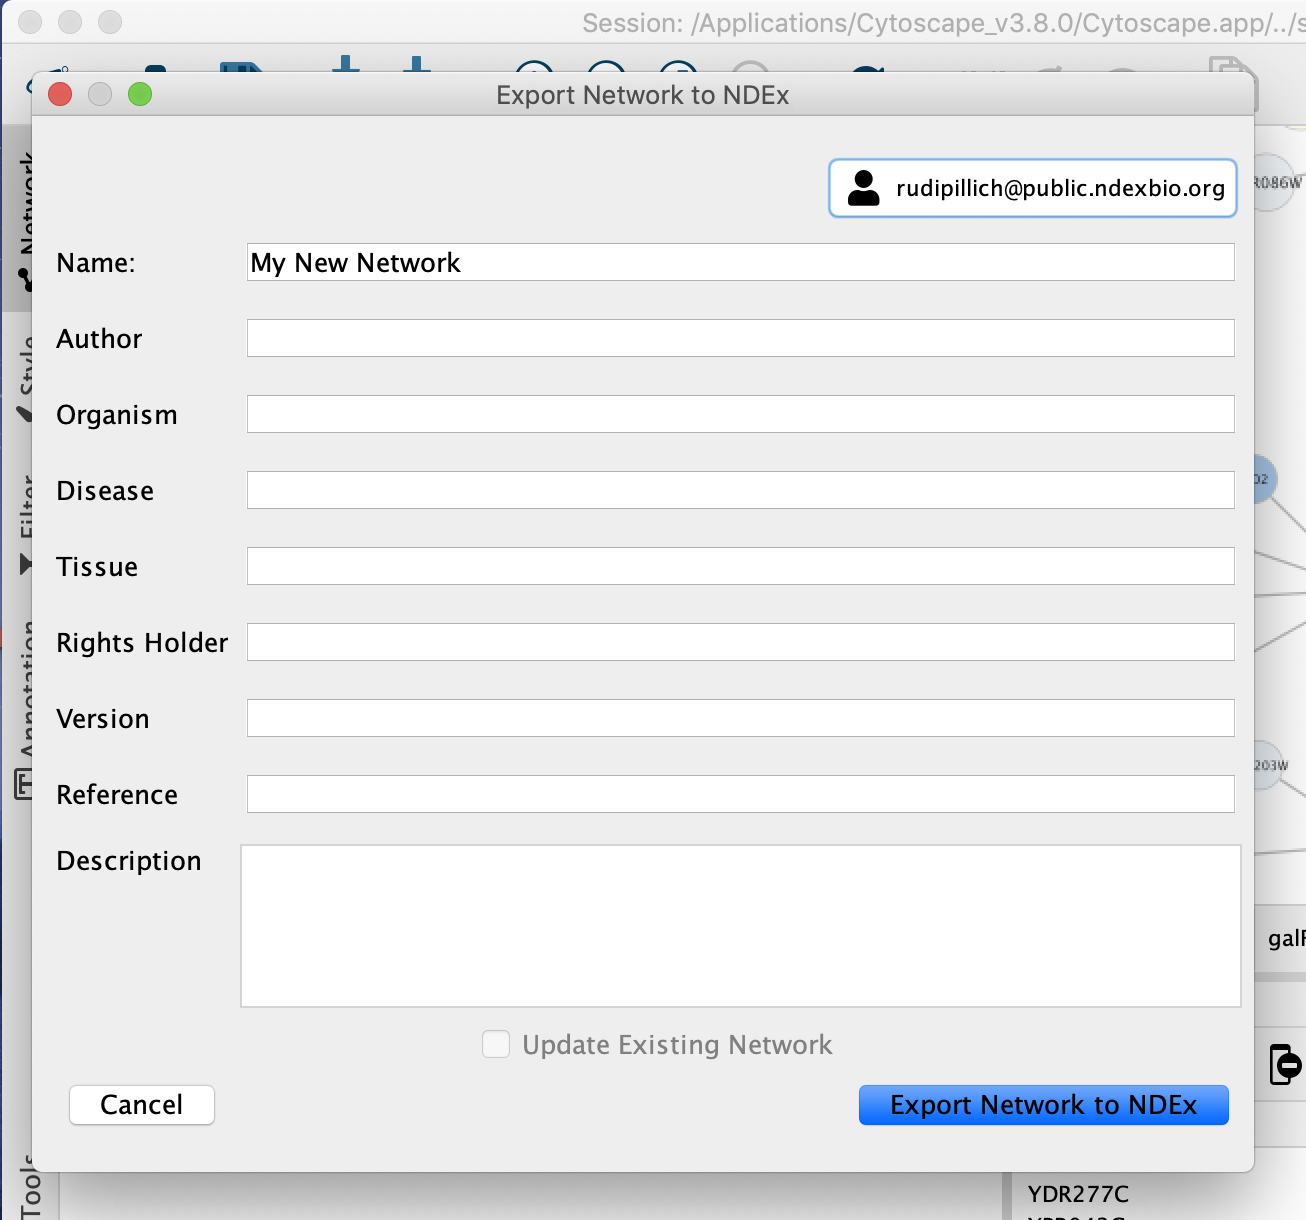 Session: /Applications/Cytoscape_v3.8.0/Cytoscape.app/../s
Export Network to NDEx
rudipillich@public.ndexbio.org
Name: My New Network
Author
Organism
Disease
Tissue
Rights Holder
Version
Reference
Description
Update Existing Network
Cancel Export Network to NDEx
Network
Style
Filter
Annotation
Tools
R086W
02
203W
galF
YDR277C